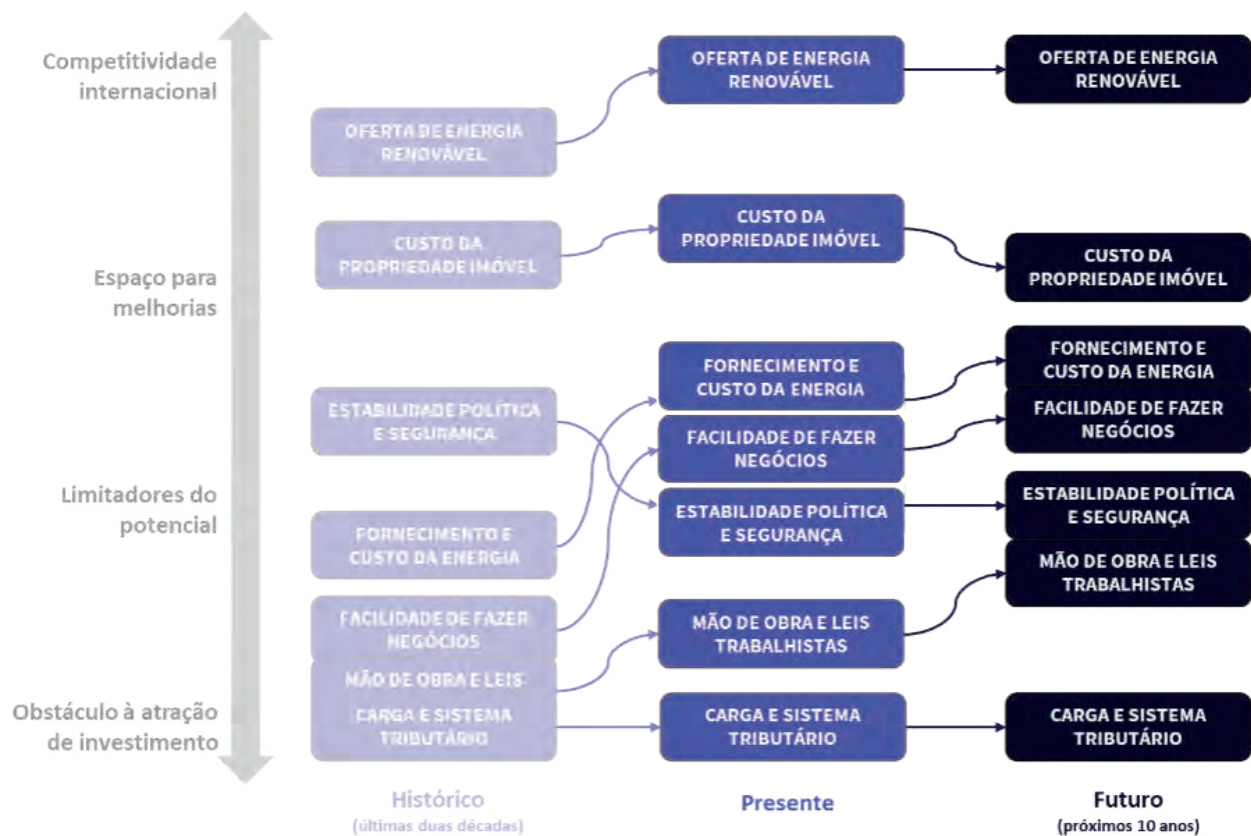 Competitividade
internacional
Espaço para
melhorias
Limitadores do
potencial
Obstáculo à atração
de investimento
OFERTA DE ENERGIA
RENOVÁVEL
CUSTO DA
PROPRIEDADE IMÓVEL
ESTABILIDADE POLÍTICA
E SEGURANÇA
FORNECIMENTO E
CUSTO DA ENERGIA
FACILIDADE DE FAZER
NEGÓCIOS
MÃO DE OBRA E LEIS
CARGA E SISTEMA
TRIBUTÁRIO
Histórico
(últimas duas décadas)
OFERTA DE ENERGIA
RENOVÁVEL
CUSTO DA
PROPRIEDADE IMÓVEL
FORNECIMENTO E
CUSTO DA ENERGIA
FACILIDADE DE FAZER
NEGÓCIOS
ESTABILIDADE POLÍTICA
E SEGURANÇA
MÃO DE OBRA E LEIS
TRABALHISTAS
CARGA E SISTEMA
TRIBUTÁRIO
Presente
OFERTA DE ENERGIA
RENOVÁVEL
CUSTO DA
PROPRIEDADE IMÓVEL
FORNECIMENTO E
CUSTO DA ENERGIA
FACILIDADE DE FAZER
NEGÓCIOS
ESTABILIDADE POLÍTICA
E SEGURANÇA
MÃO DE OBRA E LEIS
TRABALHISTAS
CARGA E SISTEMA
TRIBUTÁRIO
Futuro
(próximos 10 anos)